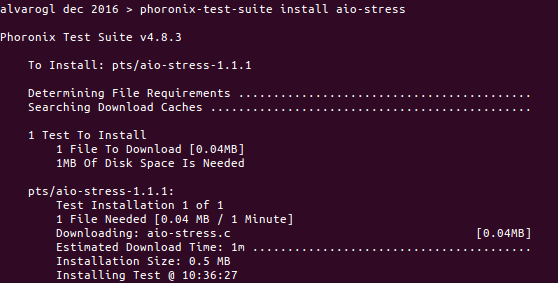 alvarogl dec 2016 > phoronix-test-suite install aio-stress
Phoronix Test Suite v4.8.3
To Install: pts/aio-stress-1.1.1
Determining File Requirements ...........................................
Searching Download Caches ...............................................
1 Test To Install
1 File To Download [0.04MB]
1MB Of Disk Space Is Needed
pts/aio-stress-1.1.1:
Test Installation 1 of 1
1 File Needed [0.04 MB / 1 Minute]
Downloading: aio-stress.c [0.04MB]
Estimated Download Time: 1m .........................................
Installation Size: 0.5 MB
Installing Test @ 10:36:27